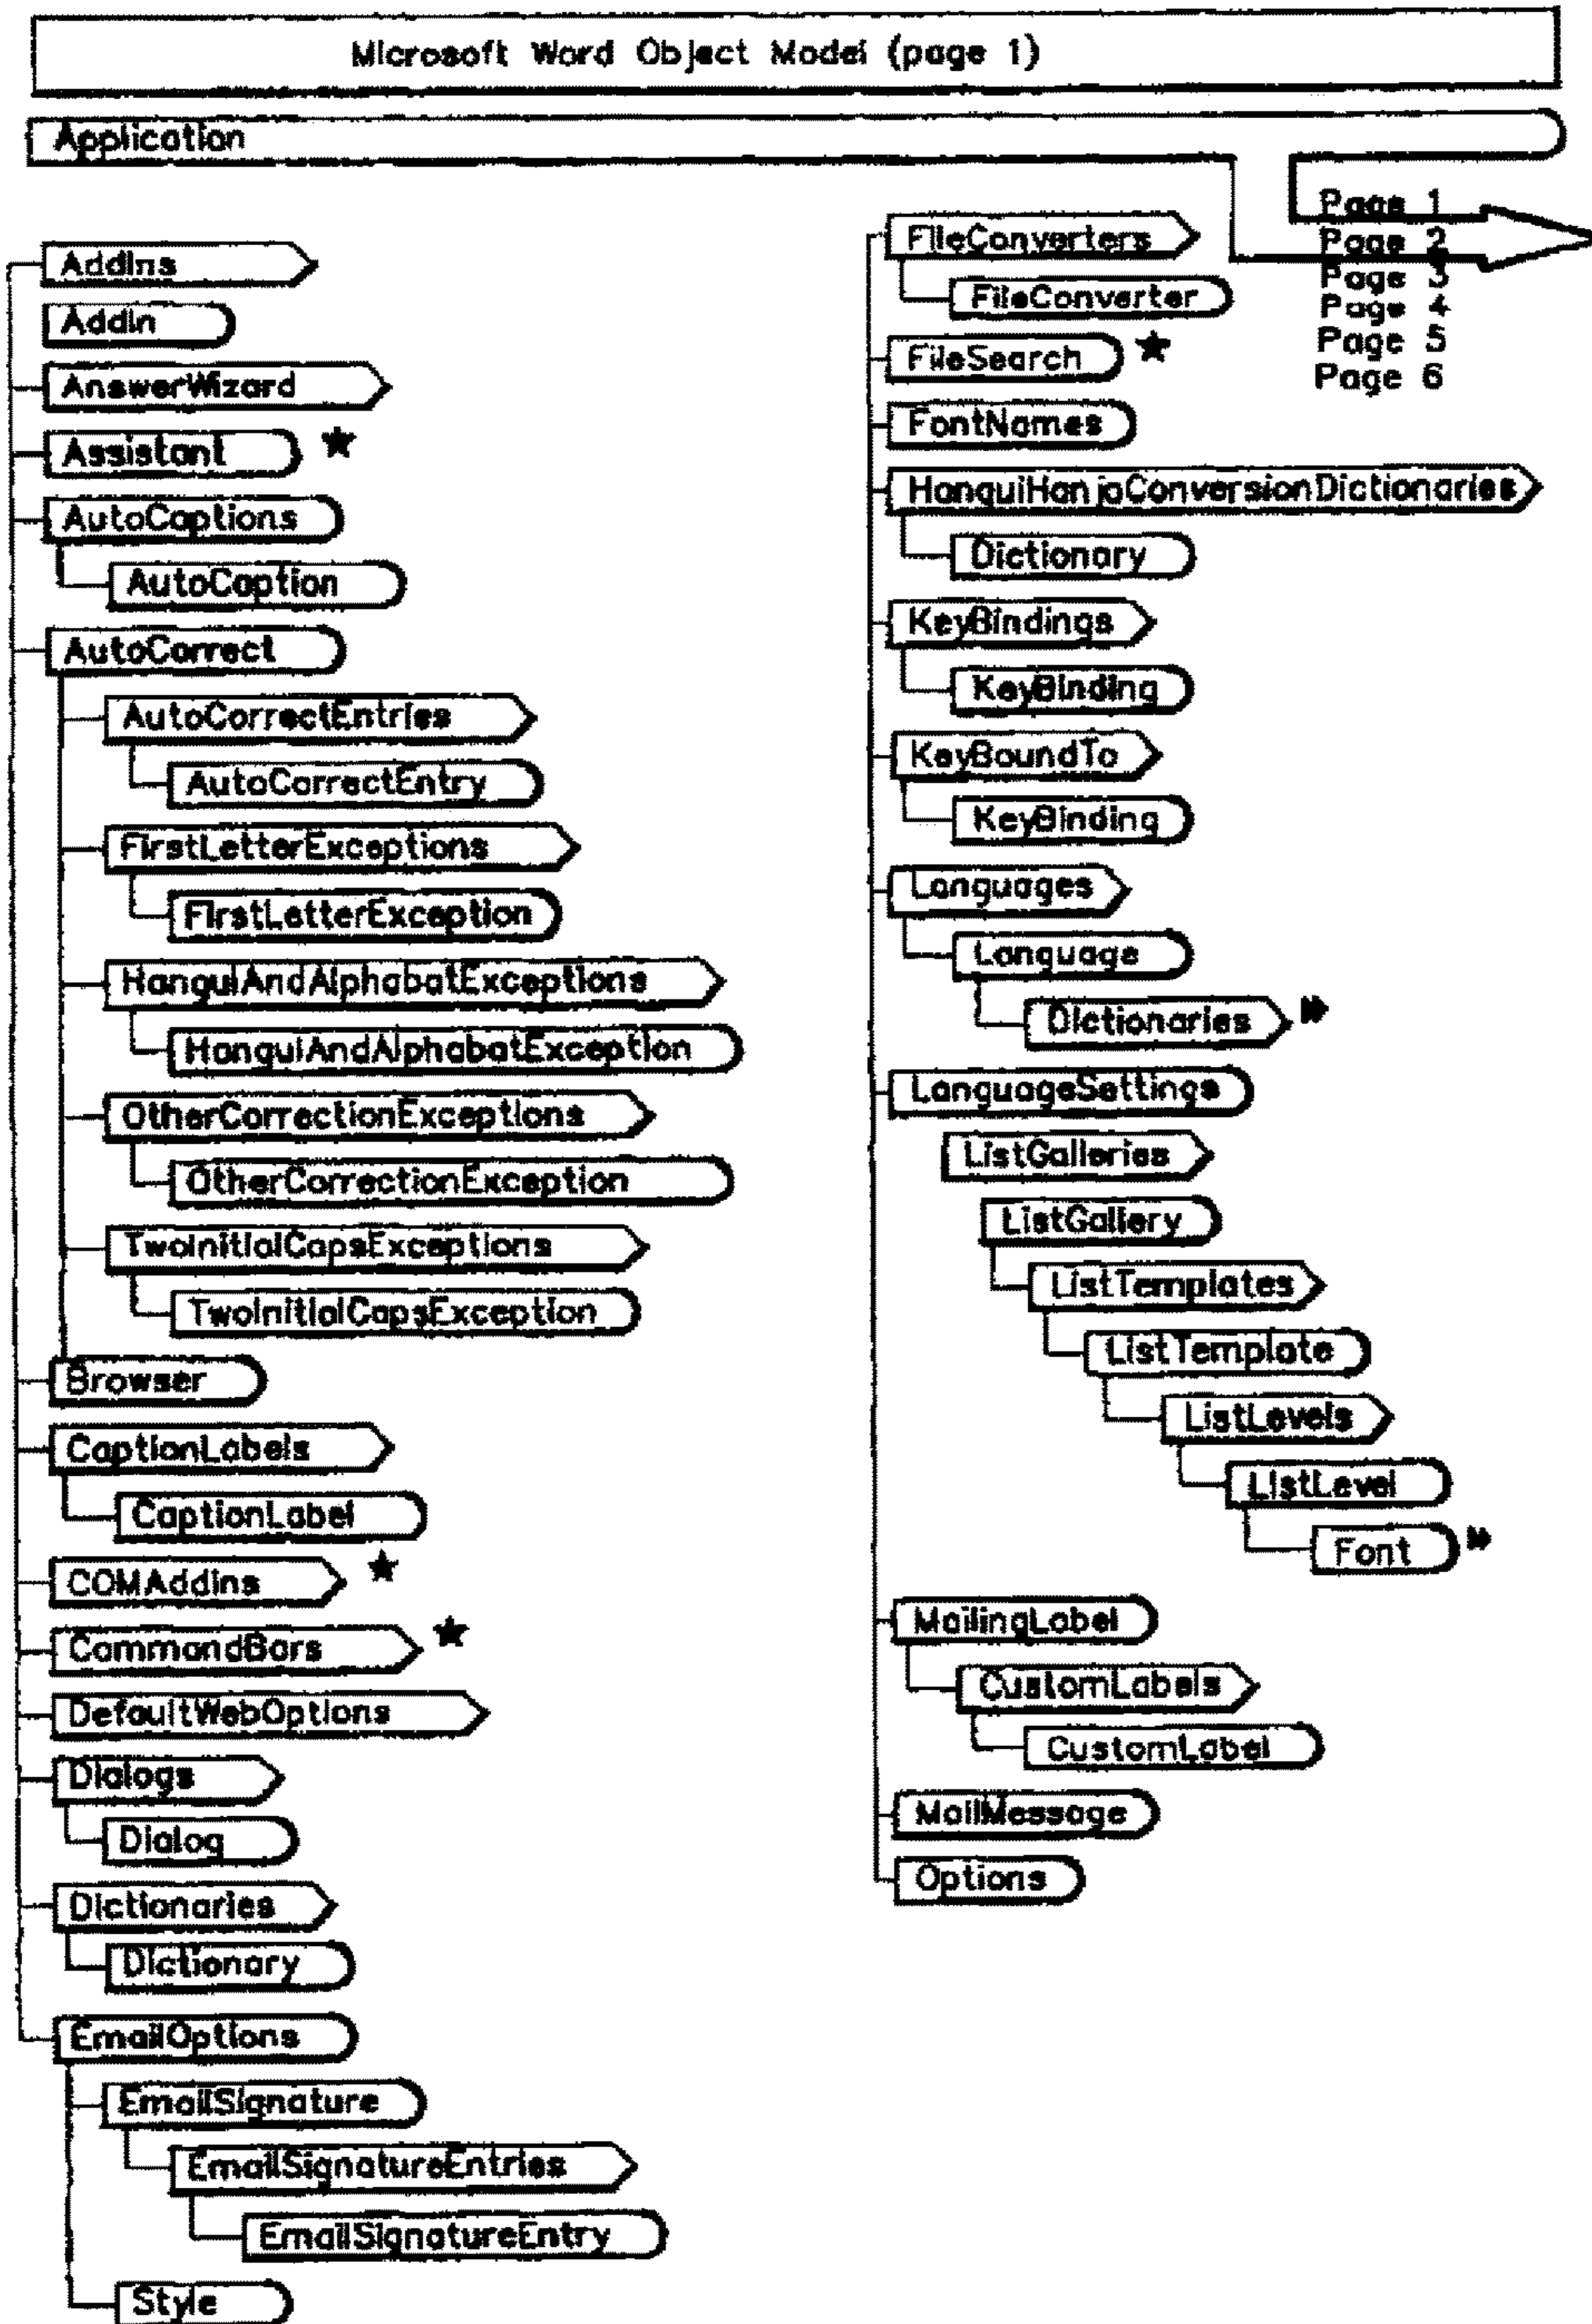 Microsoft Word Object Model (page 1)
Application
Page 1
Page 2
Page 3
Page 4
Page 5
Page 6
AddIns
AddIn
AnswerWizard
Assistant
AutoCaptions
AutoCaption
AutoCorrect
AutoCorrectEntries
AutoCorrectEntry
FirstLetterExceptions
FirstLetterException
HangulAndAlphabatExceptions
HangulAndAlphabatException
OtherCorrectionExceptions
OtherCorrectionException
TwoInitialCapsExceptions
TwoInitialCapsException
Browser
CaptionLabels
CaptionLabel
COMAddins
CommandBars
DefaultWebOptions
Dialogs
Dialog
Dictionaries
Dictionary
EmailOptions
EmailSignature
EmailSignatureEntries
EmailSignatureEntry
Style
FileConverters
FileConverter
FileSearch
FontNames
HanguiHanjaConversionDictionaries
Dictionary
KeyBindings
KeyBinding
KeyBoundTo
KeyBinding
Languages
Language
Dictionaries
LanguageSettings
ListGalleries
ListGallery
ListTemplates
ListTemplate
ListLevels
ListLevel
Font
MailingLabel
CustomLabels
CustomLabel
MailMessage
Options